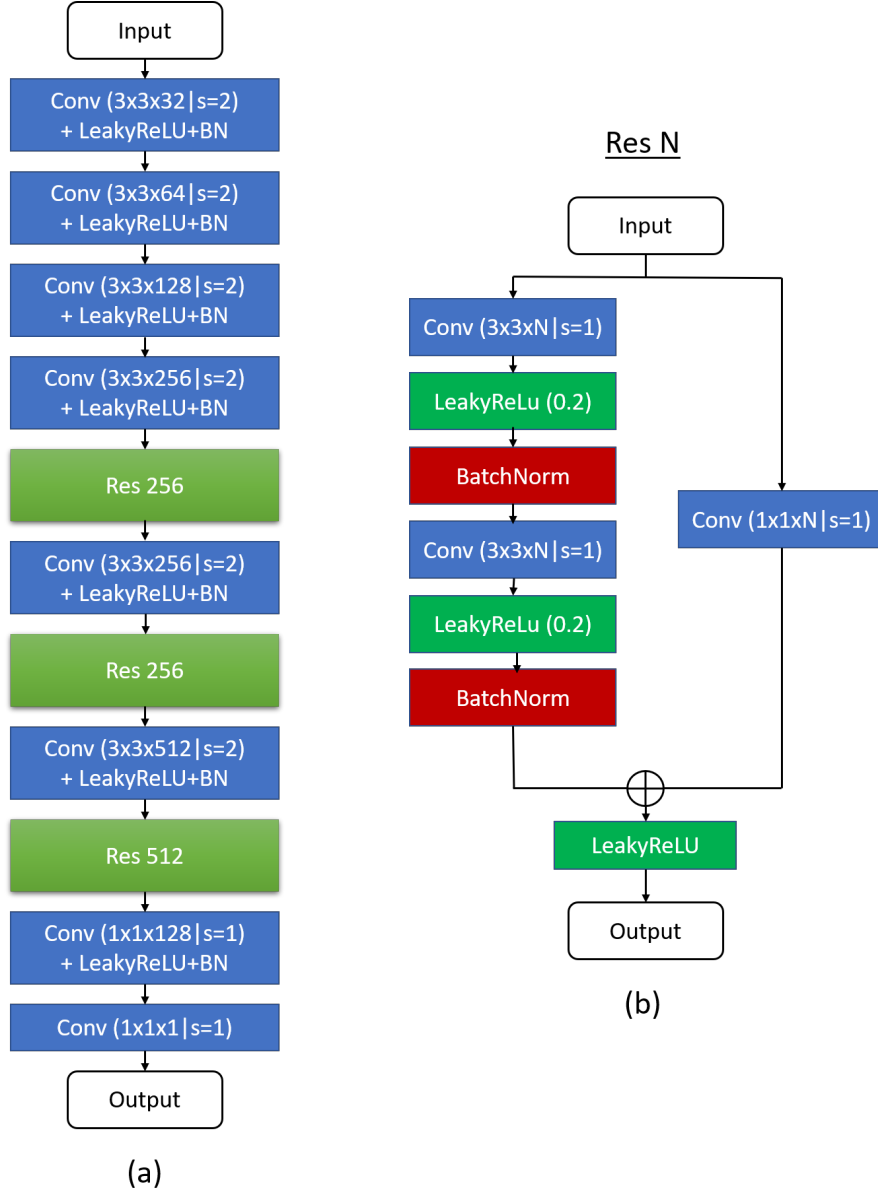 Input
Conv (3x3x32|s=2)
+ LeakyReLU+BN
Conv (3x3x64|s=2)
+ LeakyReLU+BN
Conv (3x3x128|s=2)
+ LeakyReLU+BN
Conv (3x3x256|s=2)
+ LeakyReLU+BN
Res 256
Conv (3x3x256|s=2)
+ LeakyReLU+BN
Res 256
Conv (3x3x512|s=2)
+ LeakyReLU+BN
Res 512
Conv (1x1x128|s=1)
+ LeakyReLU+BN
Conv (1x1x1|s=1)
Output
(a)
Res N
Input
Conv (3x3xN|s=1)
LeakyReLu (0.2)
BatchNorm
Conv (3x3xN|s=1)
LeakyReLu (0.2)
BatchNorm
Conv (1x1xN|s=1)
LeakyReLU
Output
(b)